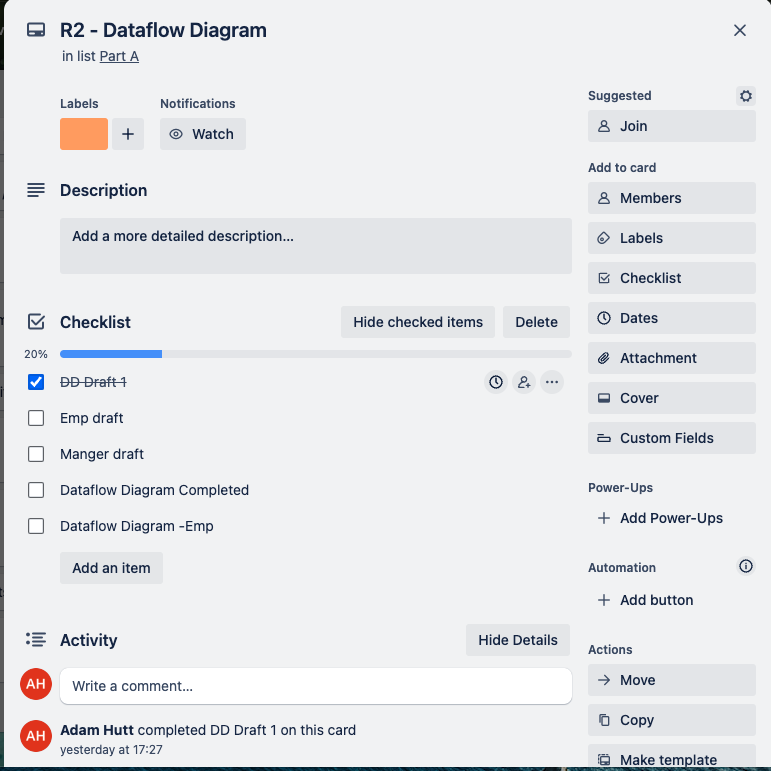 R2 - Dataflow Diagram
in list Part A
Labels
Notifications
Watch
Description
Add a more detailed description...
Checklist
Hide checked items
Delete
20%
DD Draft 1
Emp draft
Manger draft
Dataflow Diagram Completed
Dataflow Diagram -Emp
Add an item
Activity
Hide Details
AH
Write a comment...
AH
Adam Hutt completed DD Draft 1 on this card
yesterday at 17:27
Suggested
Join
Add to card
Members
Labels
Checklist
Dates
Attachment
Cover
Custom Fields
Power-Ups
Add Power-Ups
Automation
Add button
Actions
Move
Copy
Make template